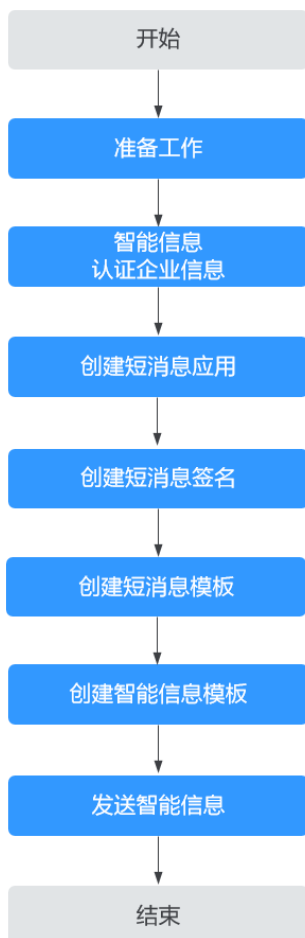 开始
准备工作
智能信息
认证企业信息
创建短消息应用
创建短消息签名
创建短消息模板
创建智能信息模板
发送智能信息
结束